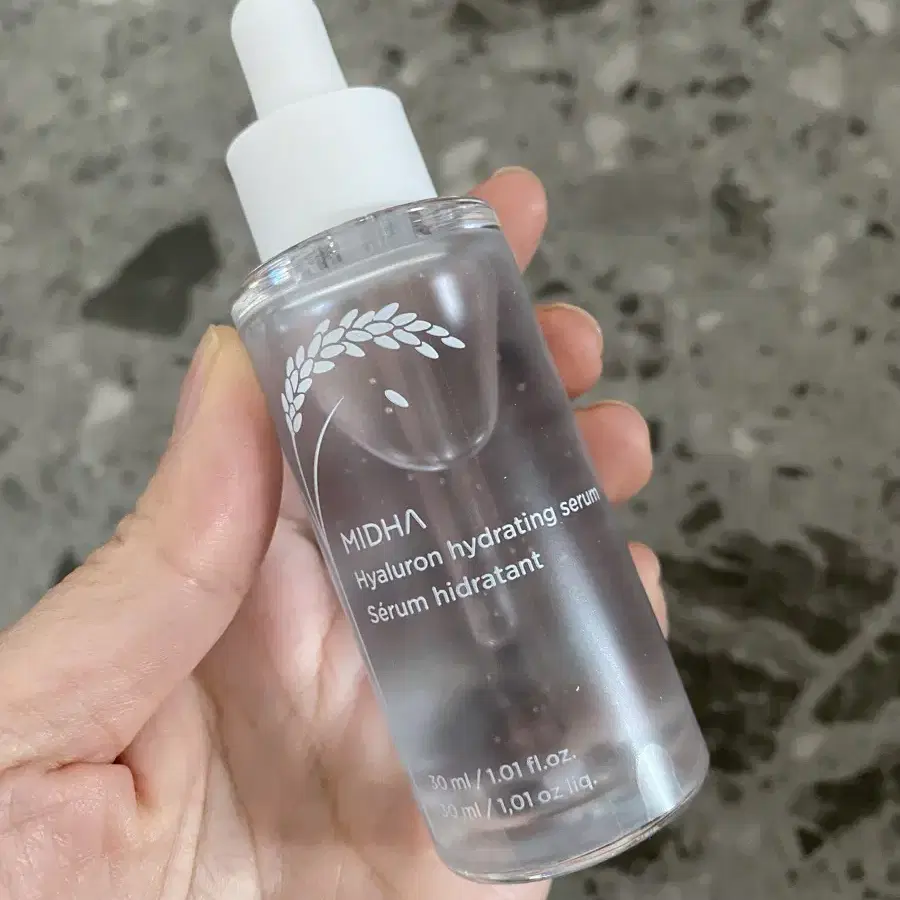 MIDHA
Hyaluron hydrating serum
Sérum hidratant
30 ml / 1.01 fl.oz.
30 ml / 1,01 oz liq.